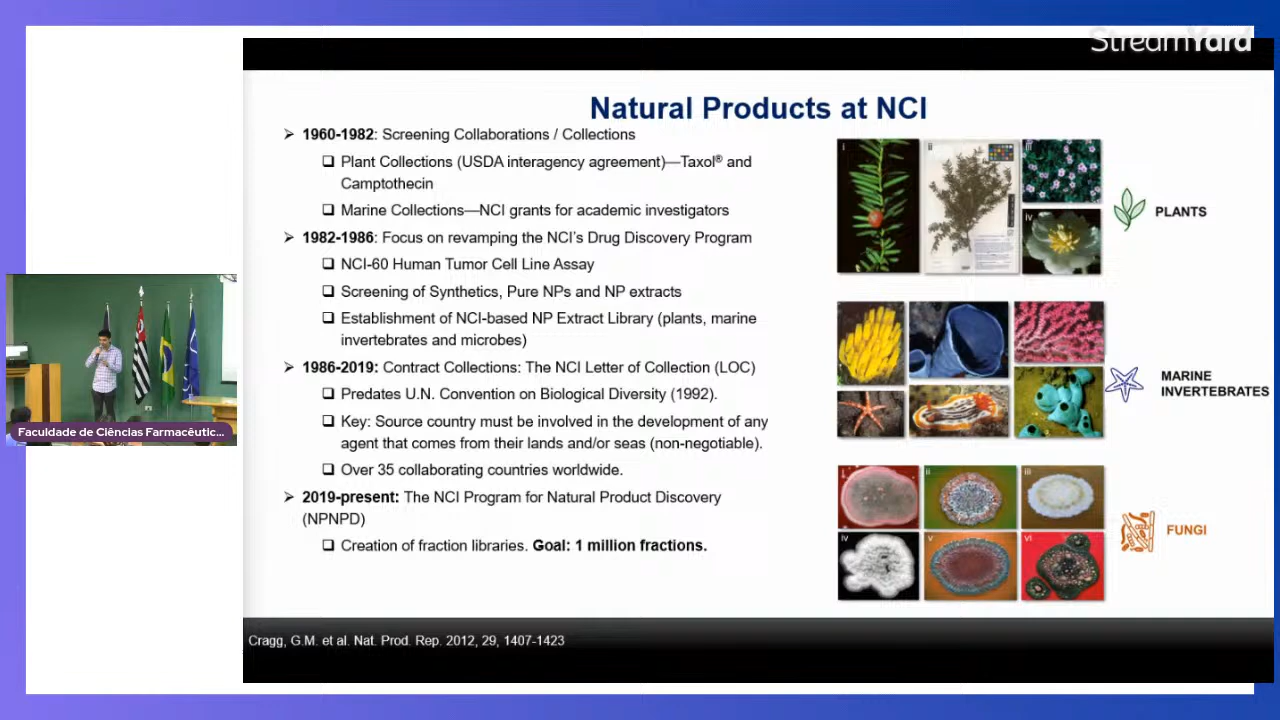 StreamYard
Natural Products at NCI
➢ 1960-1982: Screening Collaborations / Collections
❑ Plant Collections (USDA interagency agreement)—Taxol® and
Camptothecin
❑ Marine Collections—NCI grants for academic investigators
➢ 1982-1986: Focus on revamping the NCI's Drug Discovery Program
❑ NCI-60 Human Tumor Cell Line Assay
❑ Screening of Synthetics, Pure NPs and NP extracts
❑ Establishment of NCI-based NP Extract Library (plants, marine
invertebrates and microbes)
➢ 1986-2019: Contract Collections: The NCI Letter of Collection (LOC)
❑ Predates U.N. Convention on Biological Diversity (1992).
❑ Key: Source country must be involved in the development of any
agent that comes from their lands and/or seas (non-negotiable).
❑ Over 35 collaborating countries worldwide.
➢ 2019-present: The NCI Program for Natural Product Discovery
(NPNPD)
❑ Creation of fraction libraries. Goal: 1 million fractions.
i
ii
iii
iv
PLANTS
MARINE
INVERTEBRATES
i
ii
iii
iv
v
vi
FUNGI
Faculdade de Ciências Farmacêutic...
Cragg, G.M. et al. Nat. Prod. Rep. 2012, 29, 1407-1423